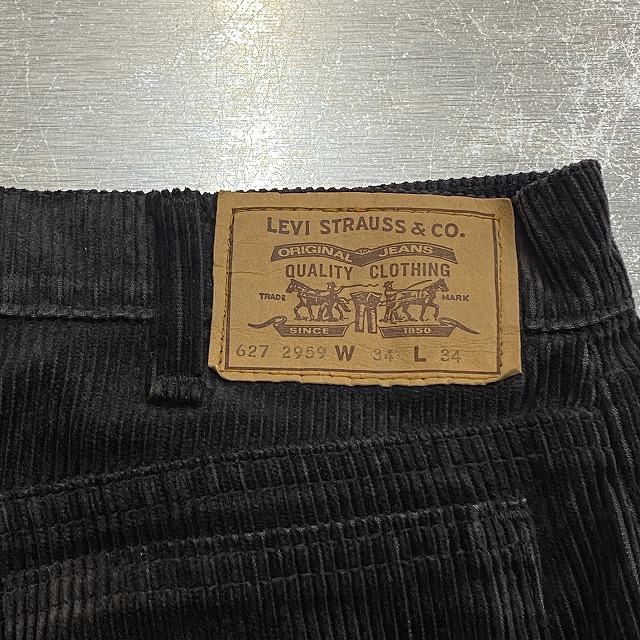 LEVI STRAUSS & CO.
ORIGINAL JEANS
QUALITY CLOTHING
TRADE MARK
SINCE 1850
627 2959 W 34 L 34